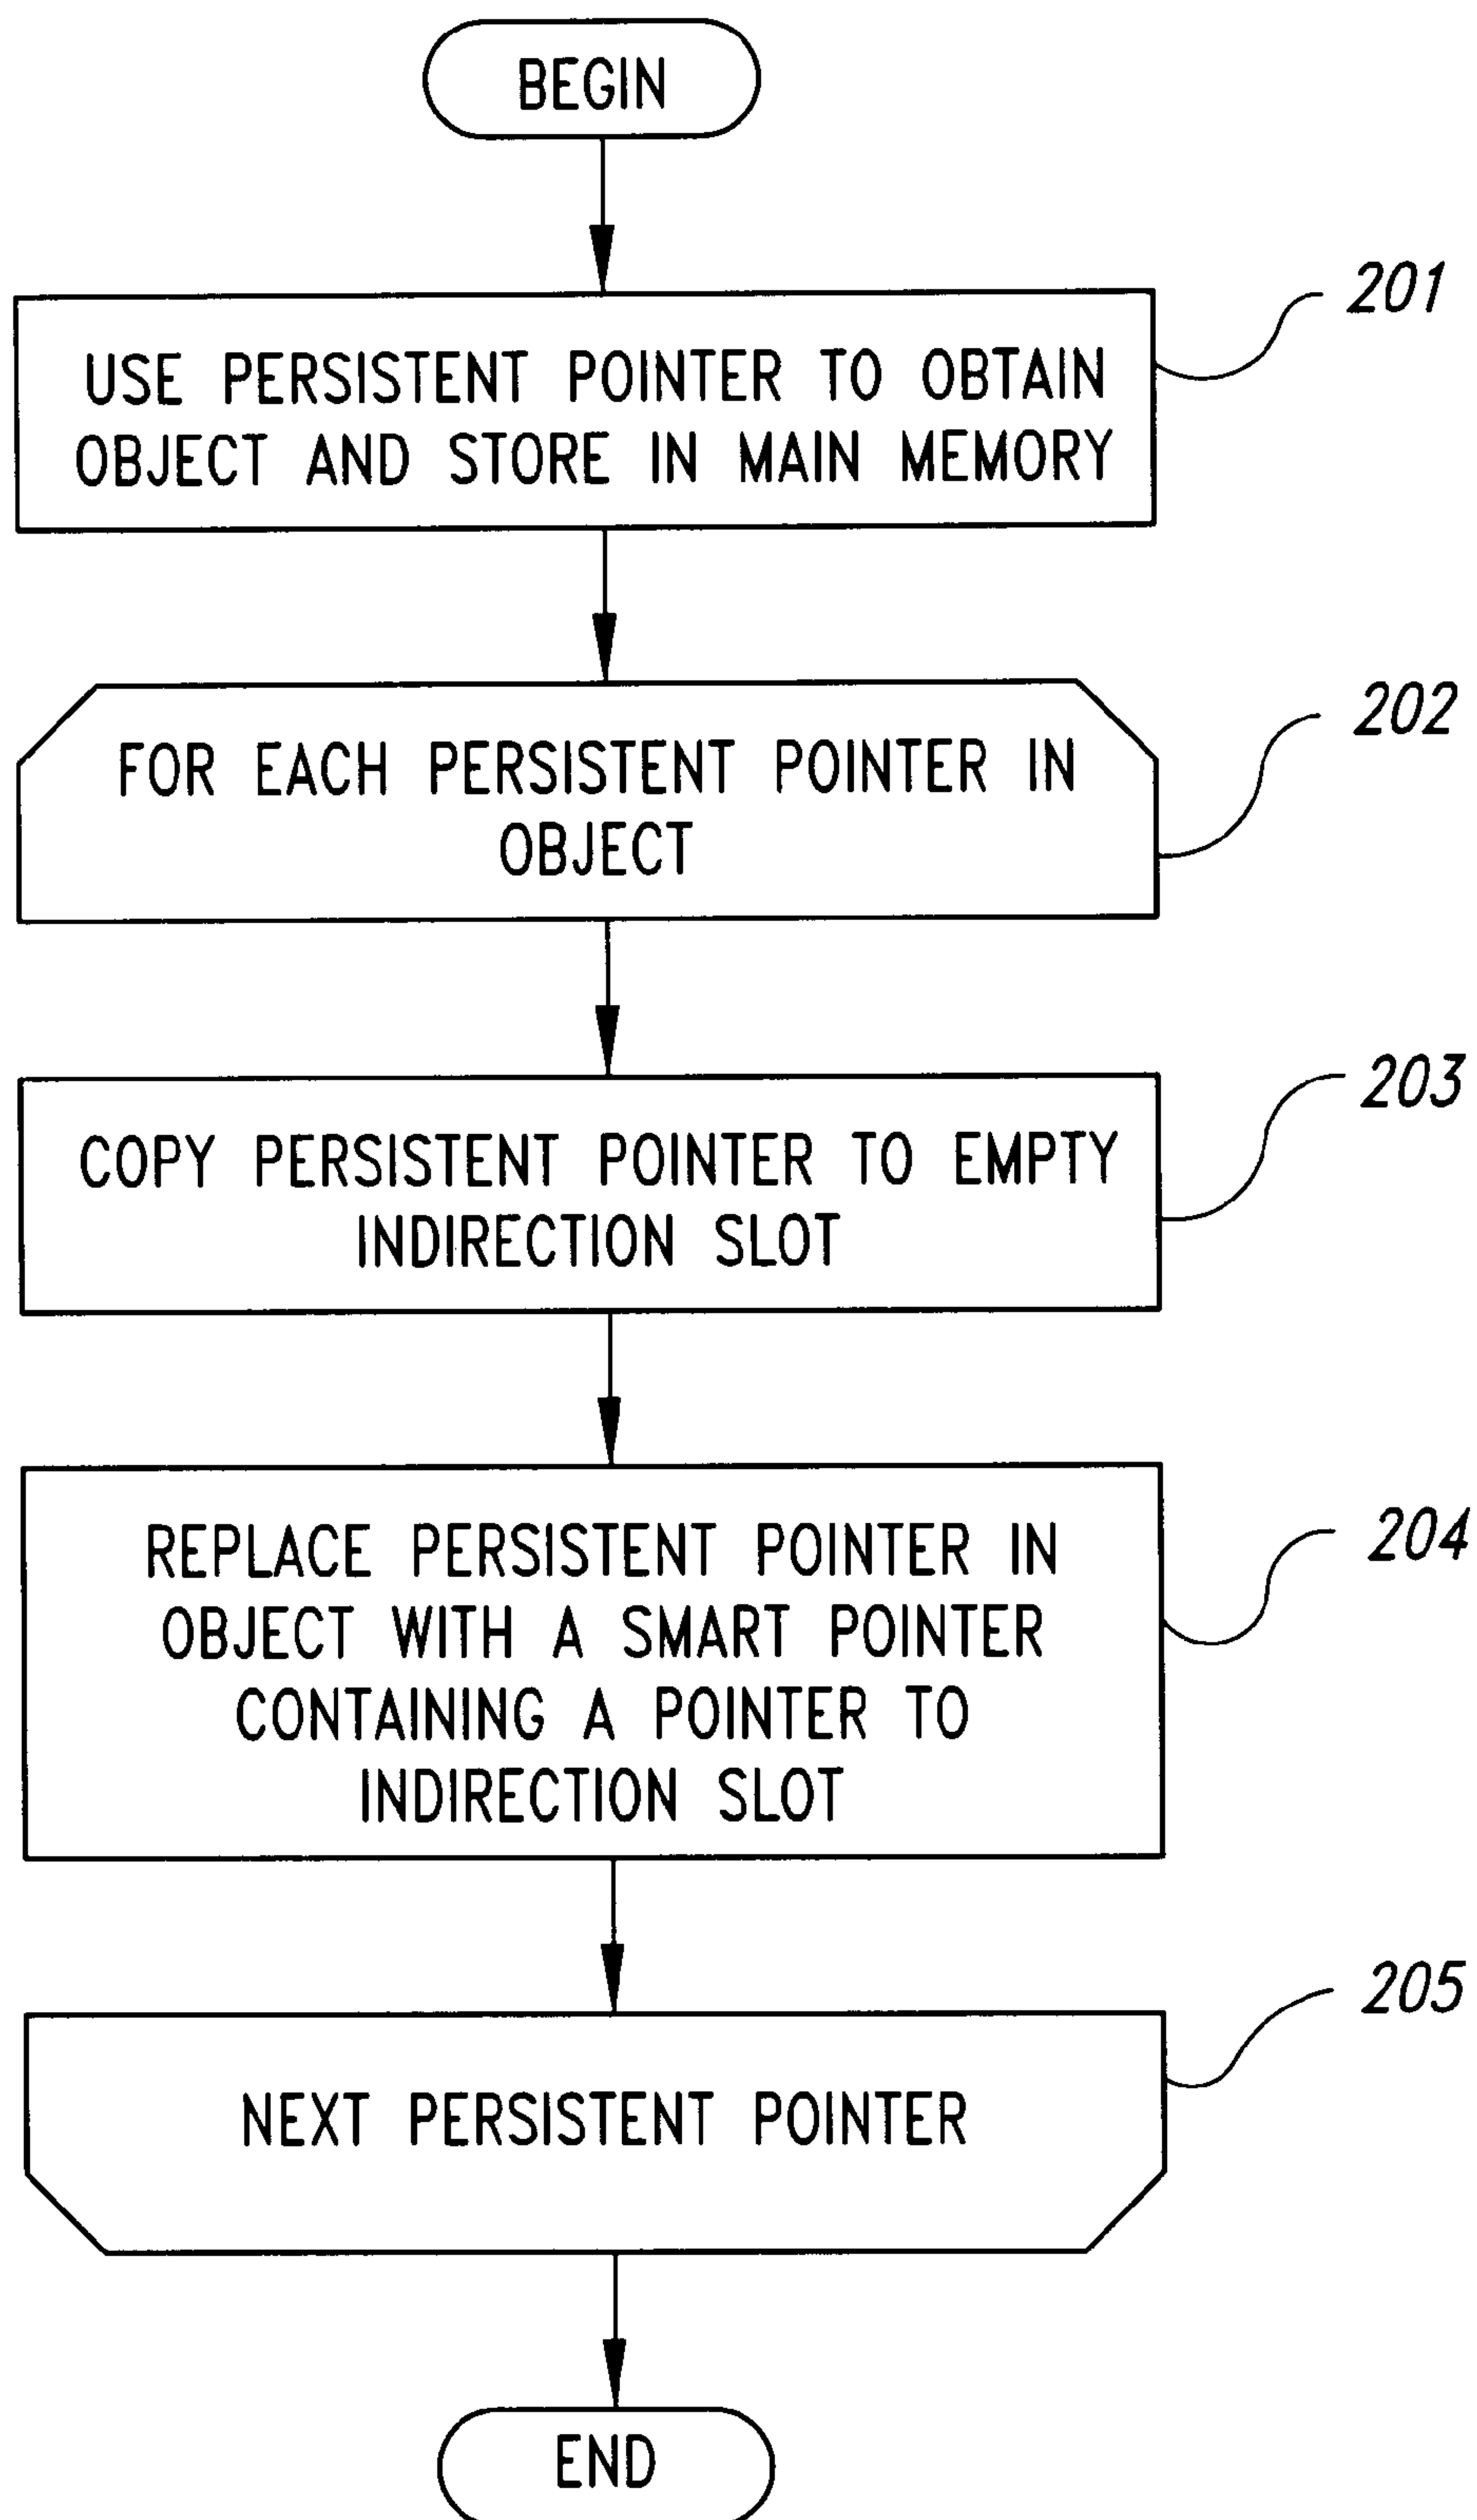 BEGIN
201
USE PERSISTENT POINTER TO OBTAIN
OBJECT AND STORE IN MAIN MEMORY
202
FOR EACH PERSISTENT POINTER IN
OBJECT
203
COPY PERSISTENT POINTER TO EMPTY
INDIRECTION SLOT
204
REPLACE PERSISTENT POINTER IN
OBJECT WITH A SMART POINTER
CONTAINING A POINTER TO
INDIRECTION SLOT
205
NEXT PERSISTENT POINTER
END